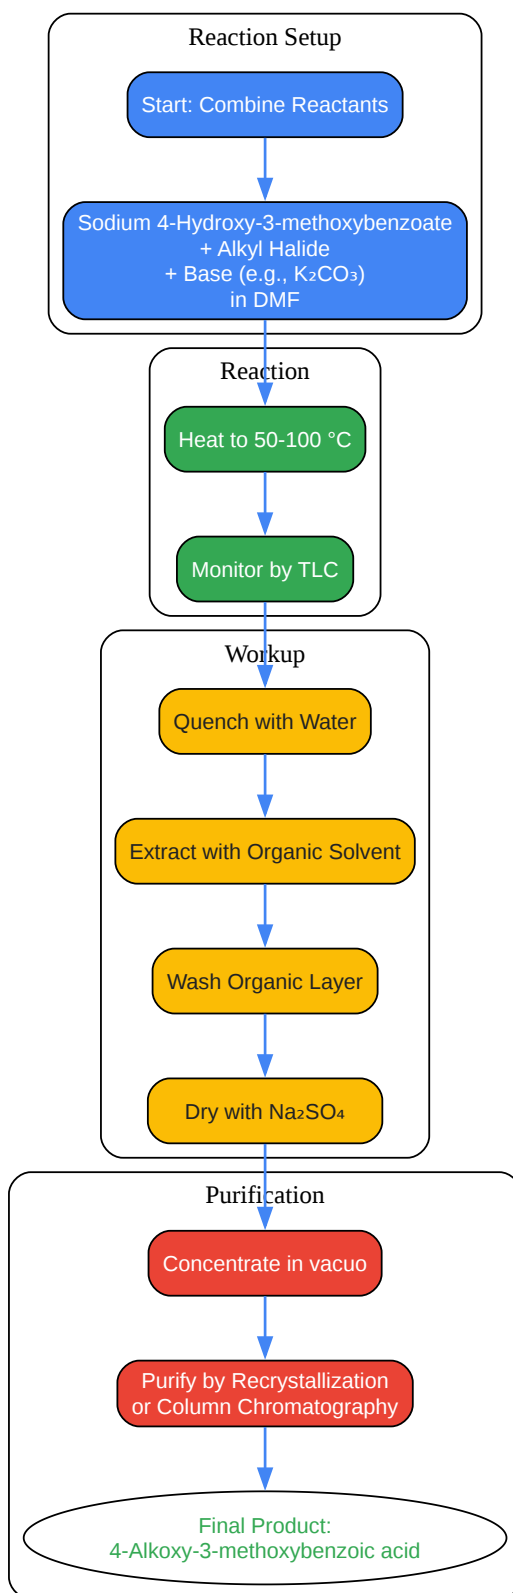 Reaction Setup
Start: Combine Reactants
Sodium 4-Hydroxy-3-methoxybenzoate
+ Alkyl Halide
+ Base (e.g., K₂CO₃)
in DMF
Reaction
Heat to 50-100 °C
Monitor by TLC
Workup
Quench with Water
Extract with Organic Solvent
Wash Organic Layer
Dry with Na₂SO₄
Purification
Concentrate in vacuo
Purify by Recrystallization
or Column Chromatography
Final Product:
4-Alkoxy-3-methoxybenzoic acid